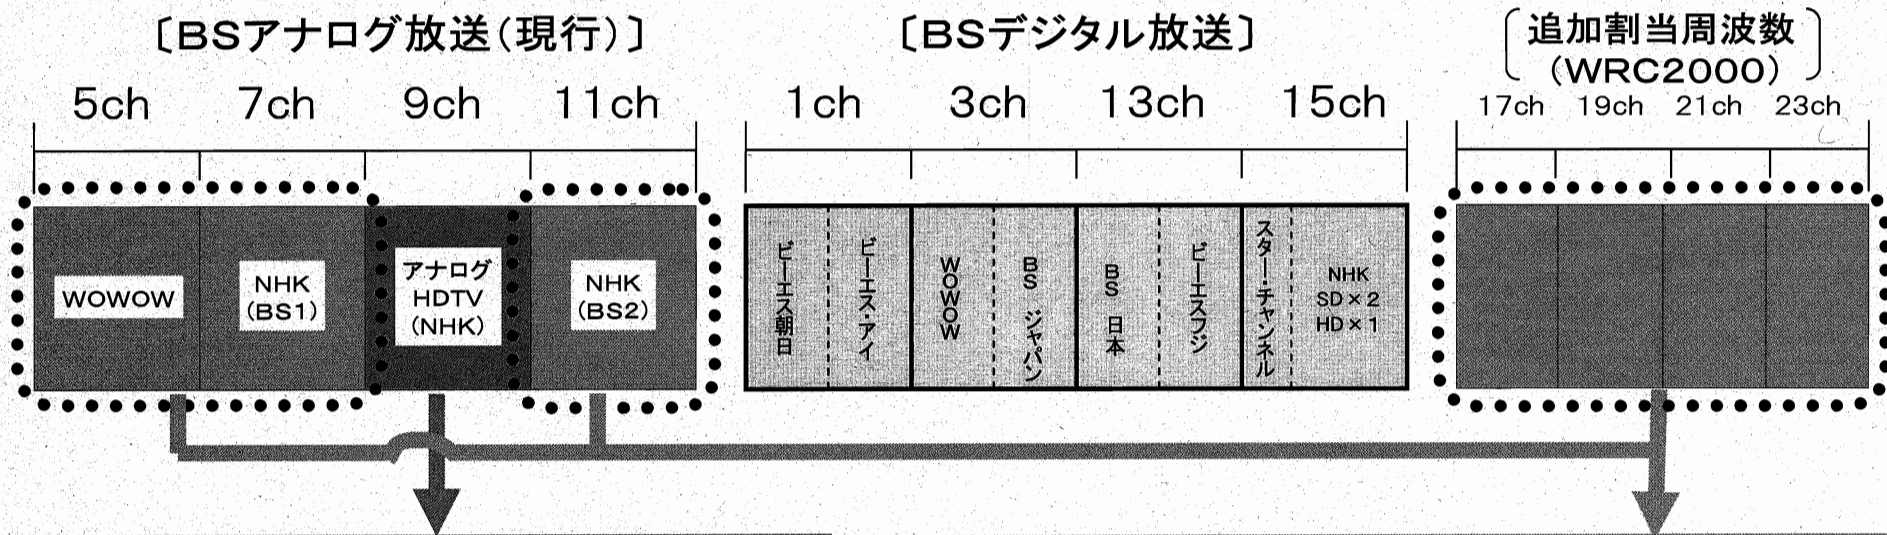 〔BSアナログ放送(現行)〕
5ch 7ch 9ch 11ch
WOWOW
NHK
(BS1)
アナログ
HDTV
(NHK)
NHK
(BS2)
〔BSデジタル放送〕
1ch 3ch 13ch 15ch
ビーエス朝日
ビーエス・アイ
WOWOW
BS ジャパン
BS 日本
ビーエスフジ
スター・チャンネル
NHK
SD×2
HD×1
追加割当周波数
(WRC2000)
17ch 19ch 21ch 23ch